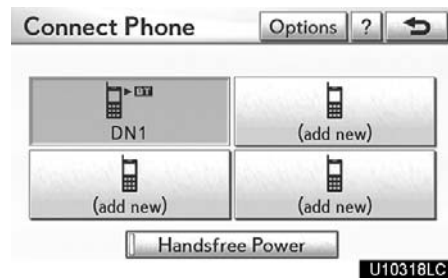 Connect Phone Options ?
BT
DN1 (add new)
(add new) (add new)
Handsfree Power
U10318LC